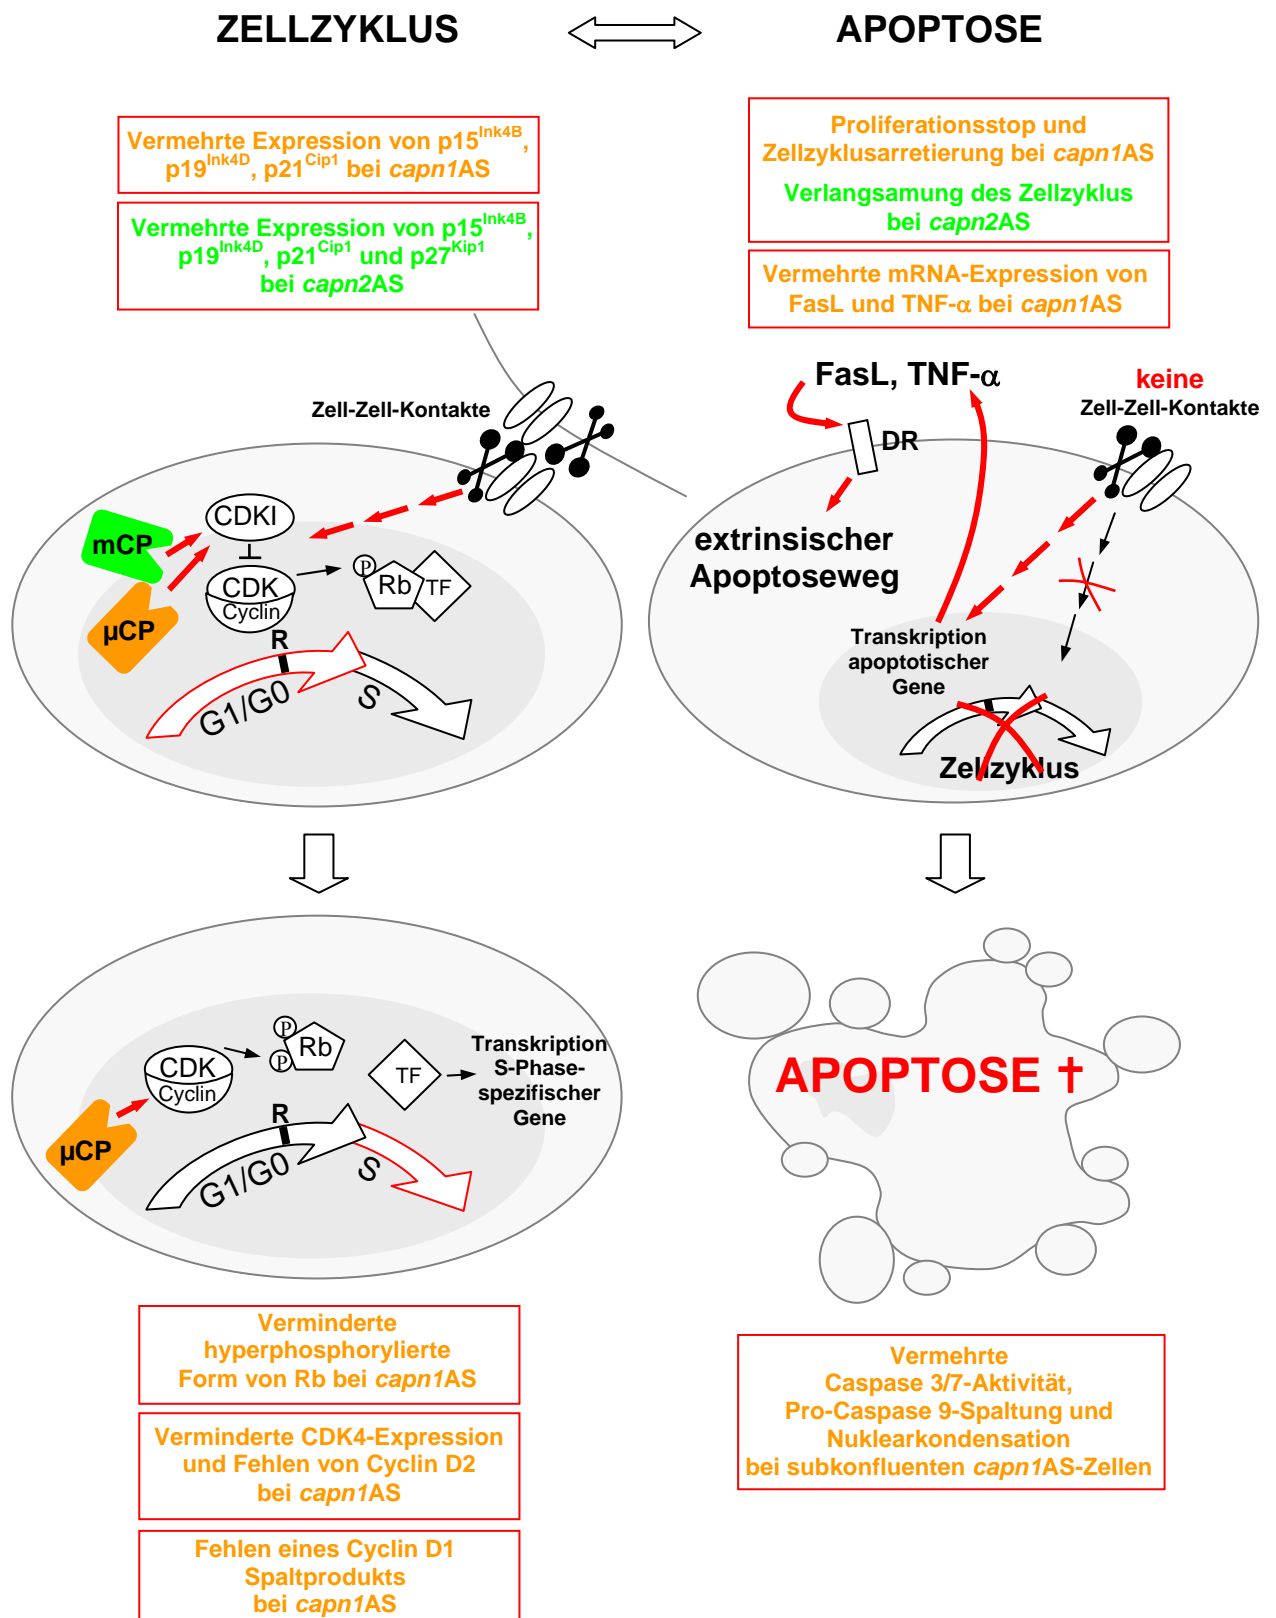 ZELLZYKLUS
APOPTOSE
Vermehrte Expression von p15Ink4B,
p19Ink4D, p21Cip1 bei capn1AS
Vermehrte Expression von p15Ink4B,
p19Ink4D, p21Cip1 und p27Kip1
bei capn2AS
Proliferationsstop und
Zellzyklusarretierung bei capn1AS
Verlangsamung des Zellzyklus
bei capn2AS
Vermehrte mRNA-Expression von
FasL und TNF-α bei capn1AS
Zell-Zell-Kontakte
CDKI
mCP
CDK
Cyclin
P
Rb
TF
µCP
R
G1/G0
S
FasL, TNF-α
keine
Zell-Zell-Kontakte
DR
extrinsischer
Apoptoseweg
Transkription
apoptotischer
Gene
Zellzyklus
P
P
Rb
CDK
Cyclin
TF
Transkription
S-Phase-
spezifischer
Gene
µCP
R
G1/G0
S
APOPTOSE †
Verminderte
hyperphosphorylierte
Form von Rb bei capn1AS
Verminderte CDK4-Expression
und Fehlen von Cyclin D2
bei capn1AS
Fehlen eines Cyclin D1
Spaltprodukts
bei capn1AS
Vermehrte
Caspase 3/7-Aktivität,
Pro-Caspase 9-Spaltung und
Nuklearkondensation
bei subkonfluenten capn1AS-Zellen